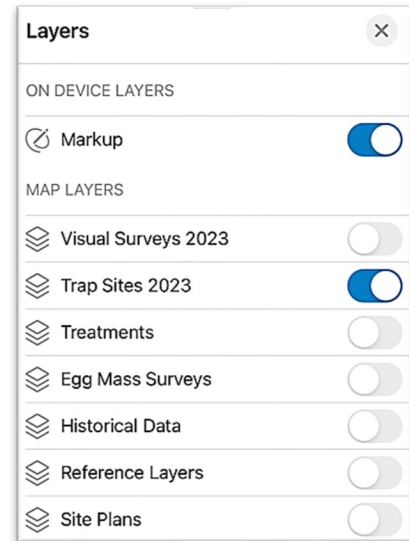 Layers
ON DEVICE LAYERS
Markup
MAP LAYERS
Visual Surveys 2023
Trap Sites 2023
Treatments
Egg Mass Surveys
Historical Data
Reference Layers
Site Plans